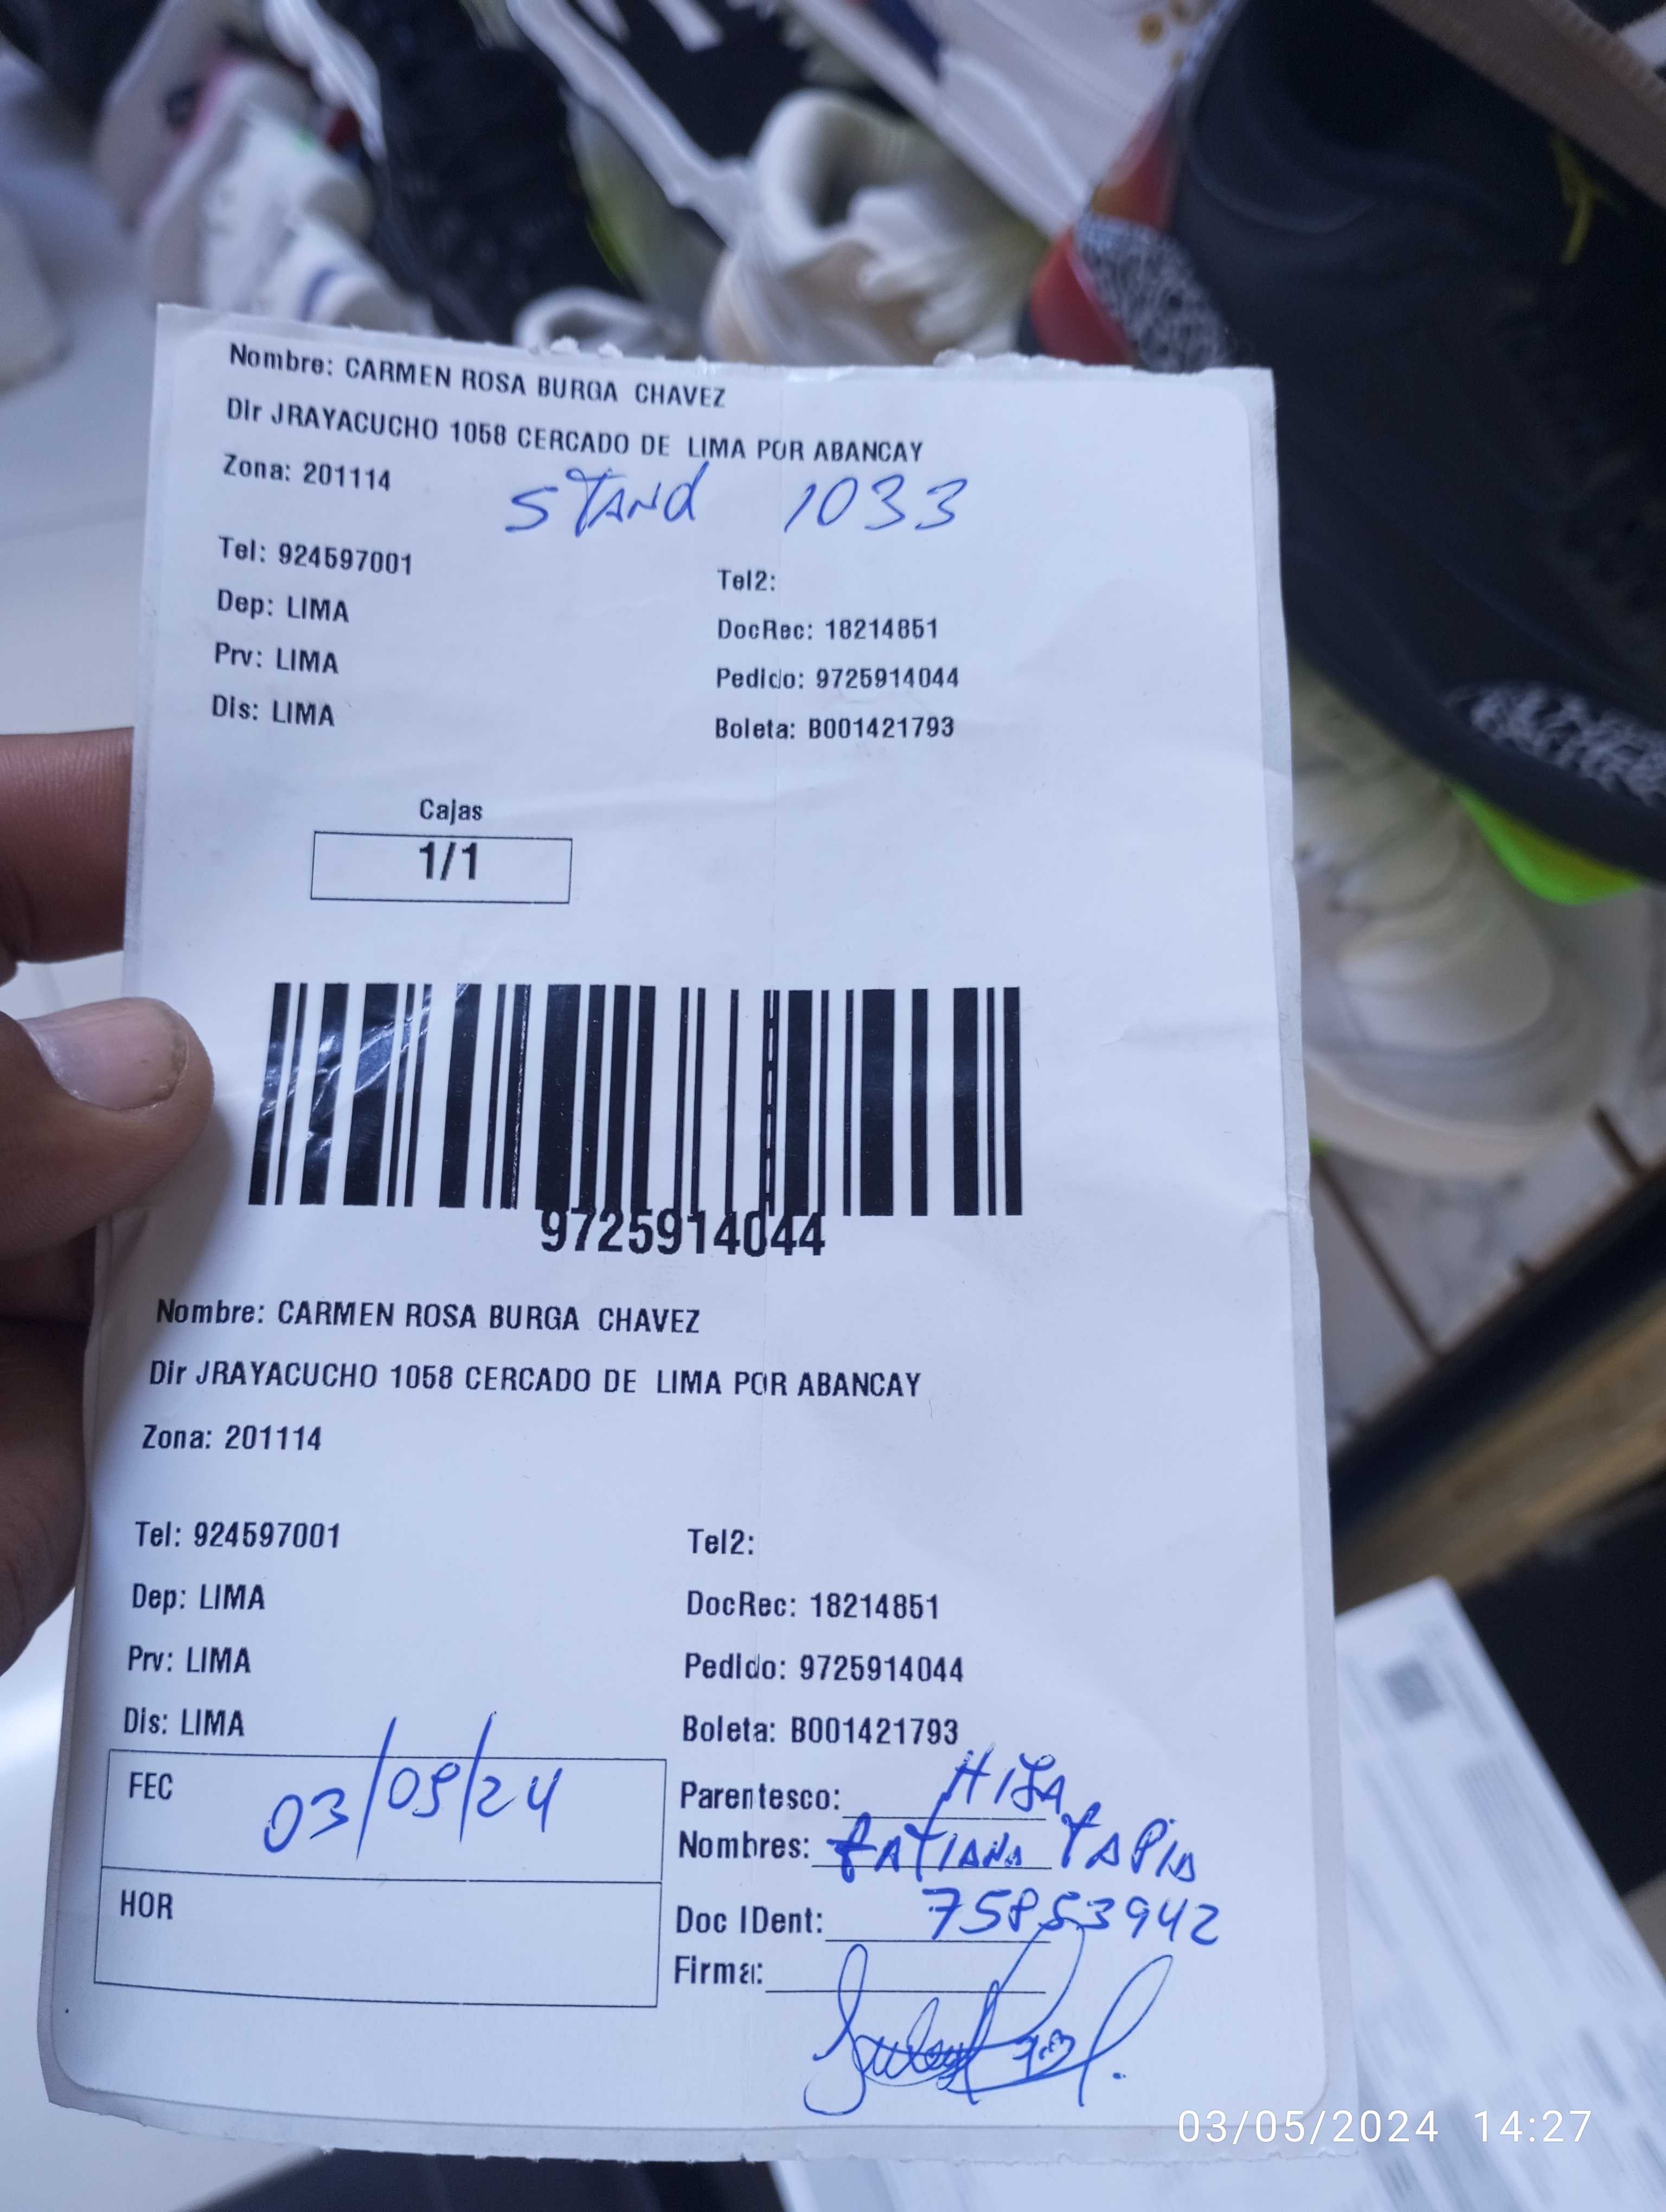 Nombre: CARMEN ROSA BURGA CHAVEZ
Dir JRAYACUCHO 1058 CERCADO DE LIMA POR ABANCAY
Zona: 201114
STAND 1033
Tel: 924597001
Tel2:
Dep: LIMA
DocRec: 18214851
Prv: LIMA
Pedido: 9725914044
Dis: LIMA
Boleta: B001421793
Cajas
1/1
9725914044
Nombre: CARMEN ROSA BURGA CHAVEZ
Dir JRAYACUCHO 1058 CERCADO DE LIMA POR ABANCAY
Zona: 201114
Tel: 924597001
Tel2:
Dep: LIMA
DocRec: 18214851
Prv: LIMA
Pedido: 9725914044
Dis: LIMA
Boleta: B001421793
FEC 03/05/24
Parentesco: HIJA
Nombres: TATIANA TAPIA
HOR
Doc IDent: 75853942
Firma:
03/05/2024 14:27